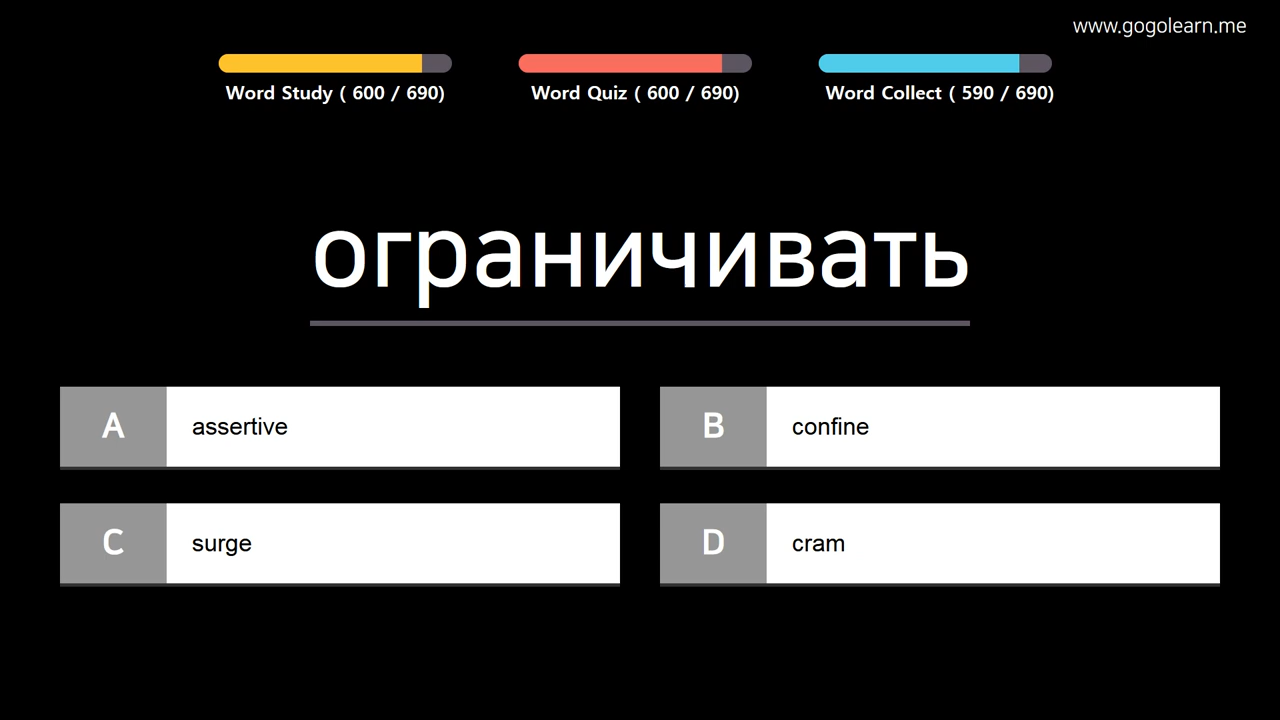 www.gogolearn.me
Word Study ( 600 / 690)
Word Quiz ( 600 / 690)
Word Collect ( 590 / 690)
ограничивать
A assertive
B confine
C surge
D cram